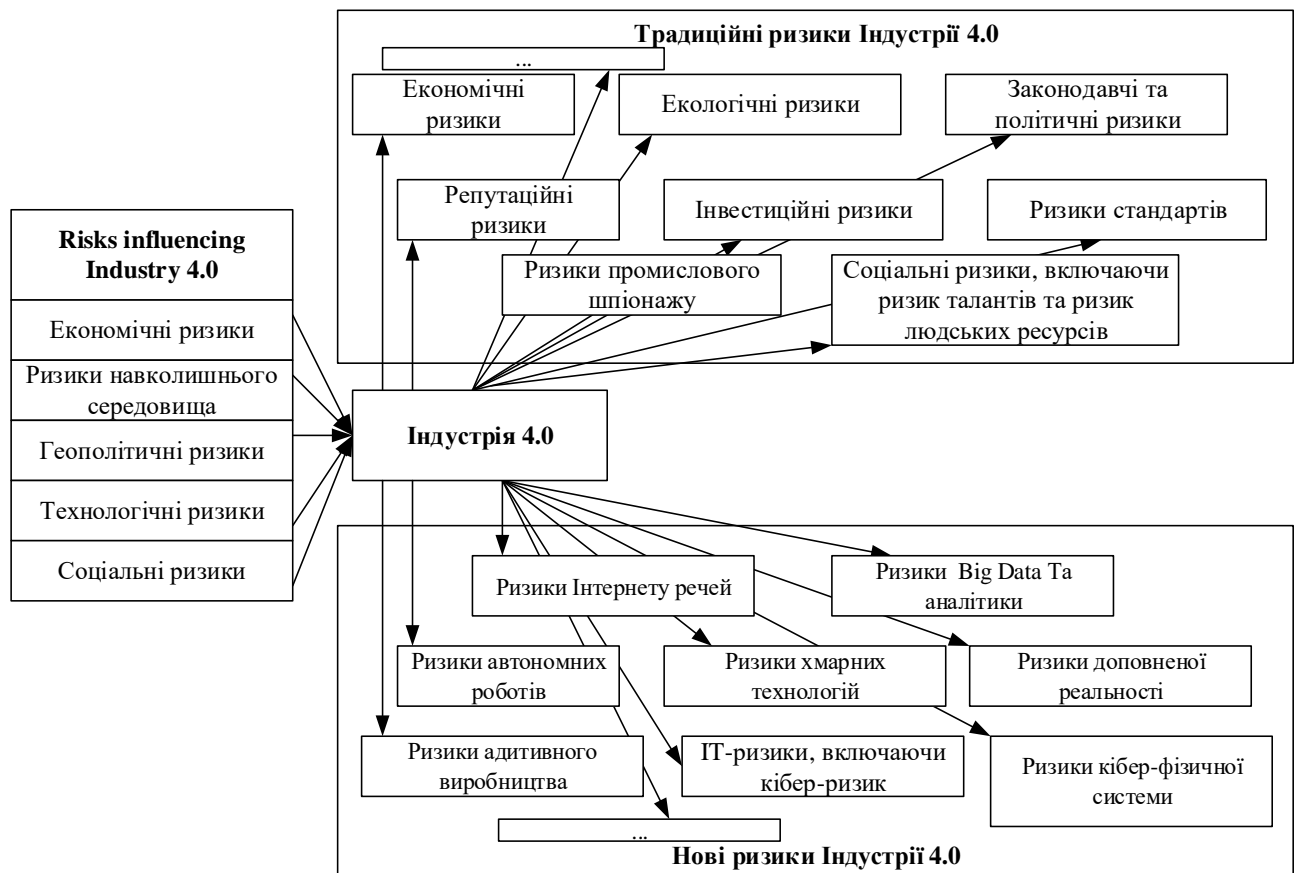 Традиційні ризики Індустрії 4.0
...
Економічні
ризики
Екологічні ризики
Законодавчі та
політичні ризики
Репутаційні
ризики
Інвестиційні ризики
Ризики стандартів
Ризики промислового
шпіонажу
Соціальні ризики, включаючи
ризик талантів та ризик
людських ресурсів
Risks influencing
Industry 4.0
Економічні ризики
Ризики навколишнього
середовища
Геополітичні ризики
Технологічні ризики
Соціальні ризики
Індустрія 4.0
Ризики Інтернету речей
Ризики Big Data Та
аналітики
Ризики автономних
роботів
Ризики хмарних
технологій
Ризики доповненої
реальності
Ризики адитивного
виробництва
ІТ-ризики, включаючи
кібер-ризик
Ризики кібер-фізичної
системи
...
Нові ризики Індустрії 4.0